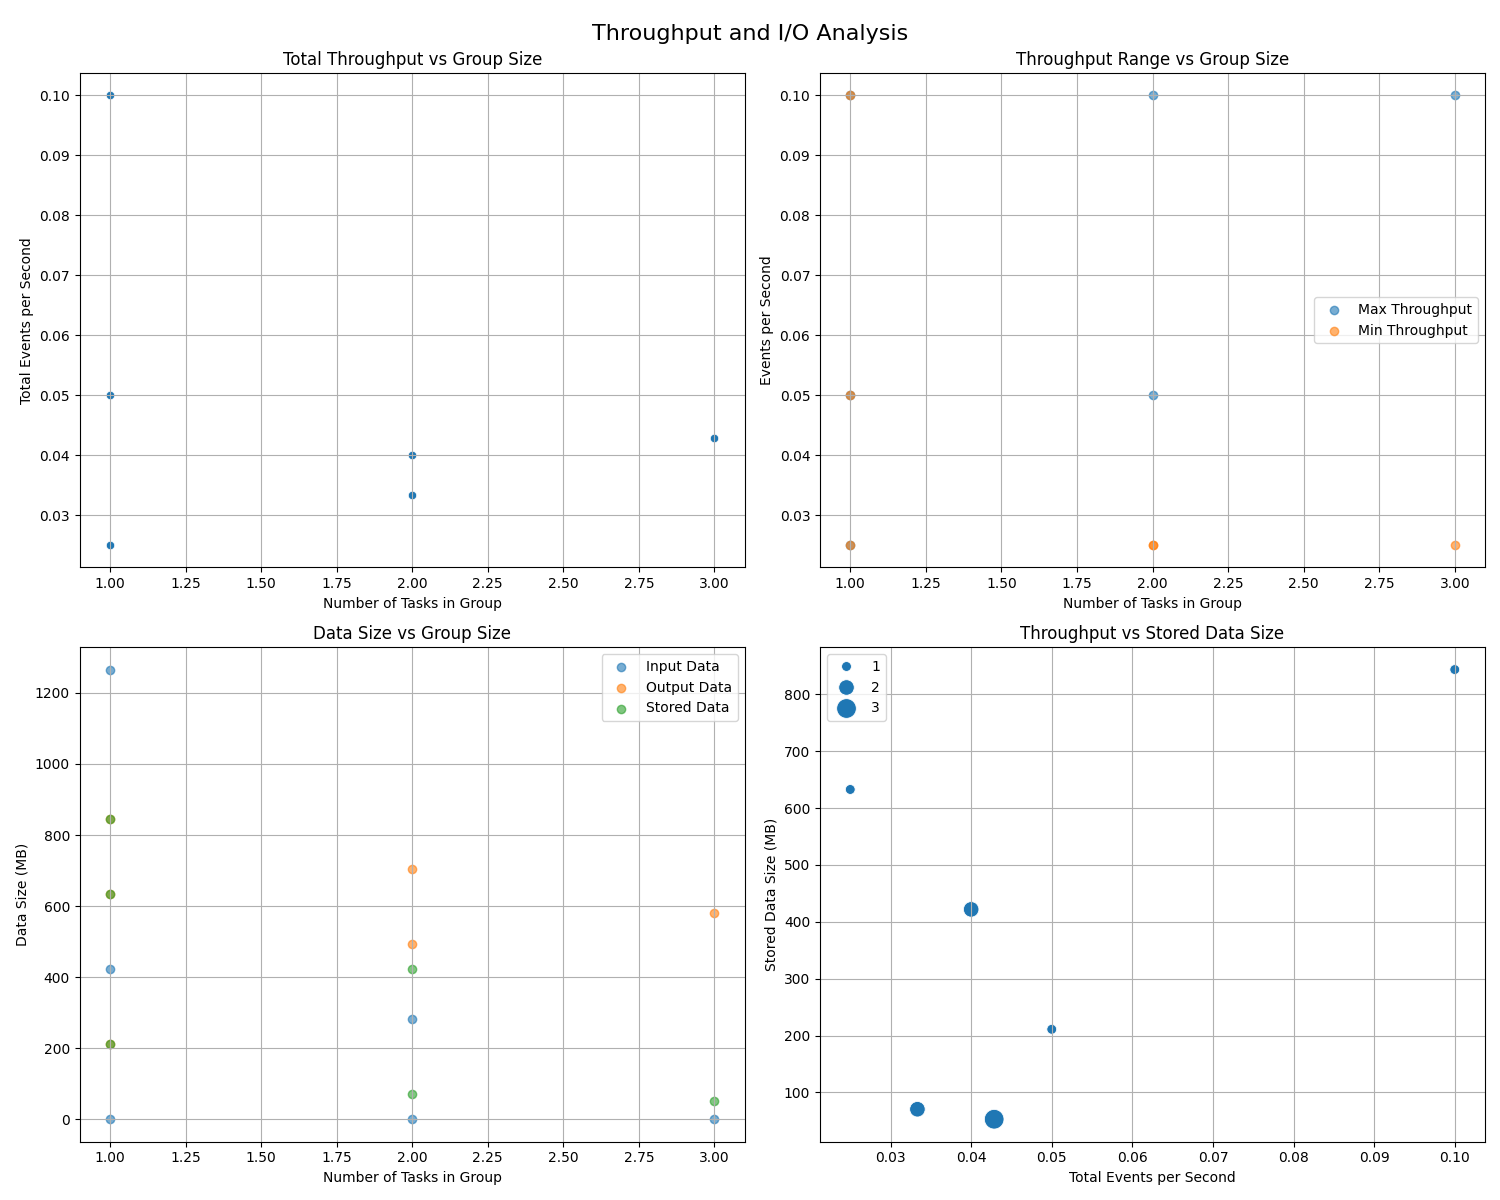 Throughput and I/O Analysis
Total Throughput vs Group Size
0.10
0.09
0.08
0.07
0.06
0.05
0.04
0.03
Total Events per Second
1.00 1.25 1.50 1.75 2.00 2.25 2.50 2.75 3.00
Number of Tasks in Group
Throughput Range vs Group Size
0.10
0.09
0.08
0.07
0.06
0.05
0.04
0.03
Events per Second
Max Throughput
Min Throughput
1.00 1.25 1.50 1.75 2.00 2.25 2.50 2.75 3.00
Number of Tasks in Group
Data Size vs Group Size
1200
1000
800
600
400
200
0
Data Size (MB)
Input Data
Output Data
Stored Data
1.00 1.25 1.50 1.75 2.00 2.25 2.50 2.75 3.00
Number of Tasks in Group
Throughput vs Stored Data Size
800
700
600
500
400
300
200
100
Stored Data Size (MB)
1
2
3
0.03 0.04 0.05 0.06 0.07 0.08 0.09 0.10
Total Events per Second